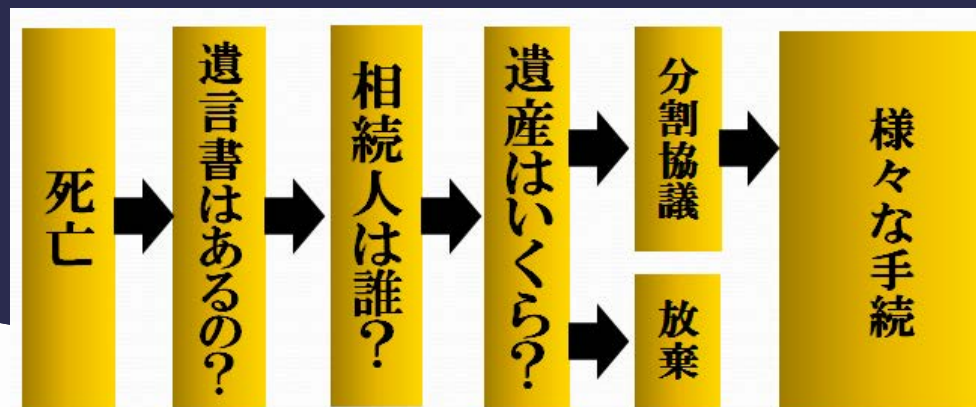 死亡
遺言書はあるの?
相続人は誰?
遺産はいくら?
分割協議
放棄
様々な手続